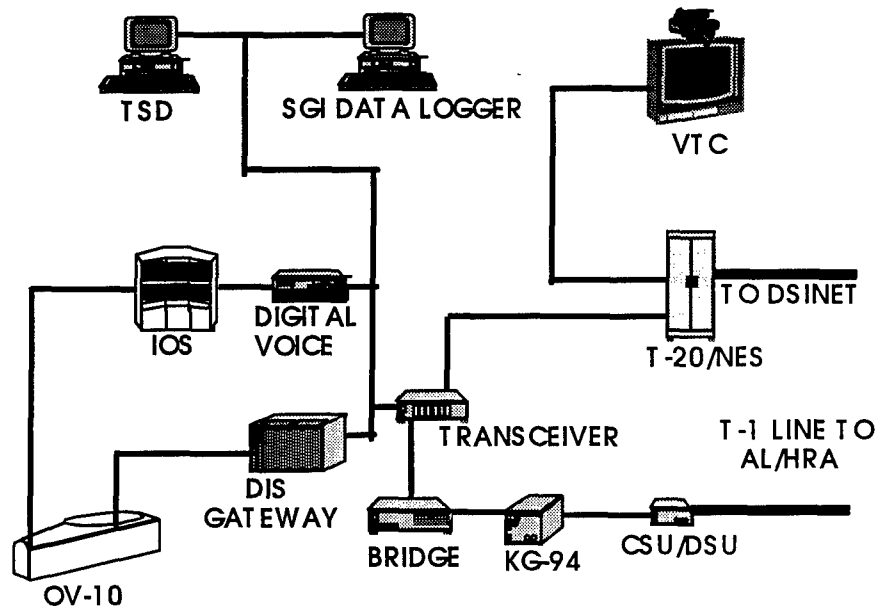 TSD
SGI DATA LOGGER
VTC
IOS
DIGITAL
VOICE
TO DSINET
T-20/NES
TRANSCEIVER
T-1 LINE TO
AL/HRA
DIS
GATEWAY
BRIDGE
KG-94
CSU/DSU
OV-10